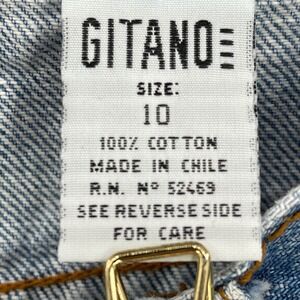 GITANO
SIZE:
10
100% COTTON
MADE IN CHILE
R.N. Nº 52469
SEE REVERSE SIDE
FOR CARE